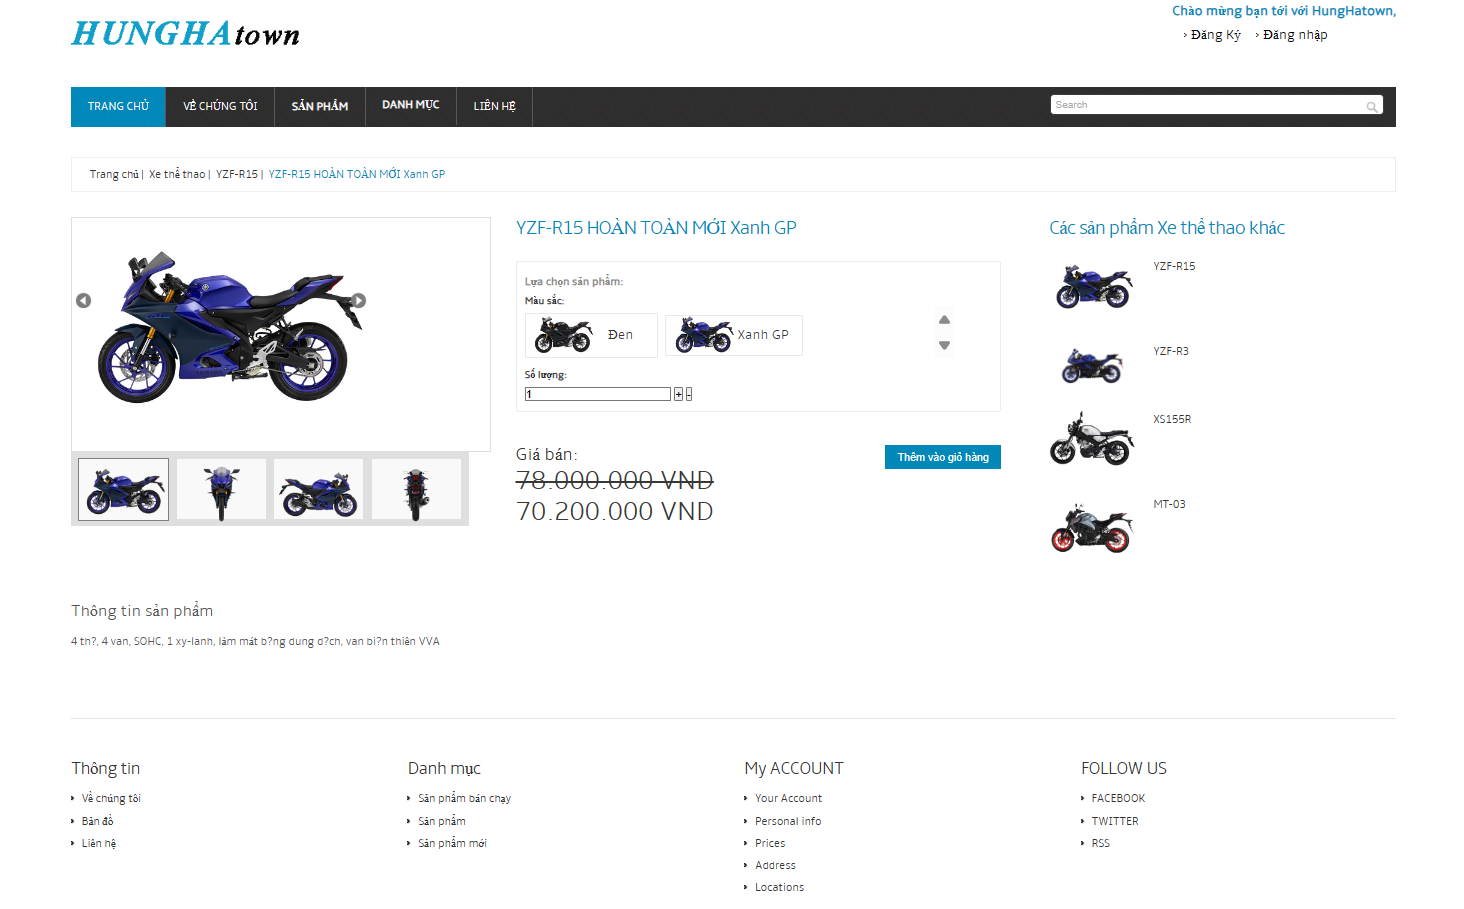 HUNGHAtown
Chào mừng bạn tới với HungHatown,
Đăng Ký Đăng nhập
TRANG CHỦ VỀ CHÚNG TÔI SẢN PHẨM DANH MỤC LIÊN HỆ Search
Trang chủ | Xe thể thao | YZF-R15 | YZF-R15 HOÀN TOÀN MỚI Xanh GP
YZF-R15 HOÀN TOÀN MỚI Xanh GP
Lựa chọn sản phẩm:
Màu sắc:
Đen Xanh GP
Số lượng:
1 + -
Giá bán:
78.000.000 VND
70.200.000 VND
Thêm vào giỏ hàng
Các sản phẩm Xe thể thao khác
YZF-R15
YZF-R3
XS155R
MT-03
Thông tin sản phẩm
4 th?, 4 van, SOHC, 1 xy-lanh, làm mát b?ng dung d?ch, van bi?n thiên VVA
Thông tin
Về chúng tôi
Bản đồ
Liên hệ
Danh mục
Sản phẩm bán chạy
Sản phẩm
Sản phẩm mới
My ACCOUNT
Your Account
Personal info
Prices
Address
Locations
FOLLOW US
FACEBOOK
TWITTER
RSS